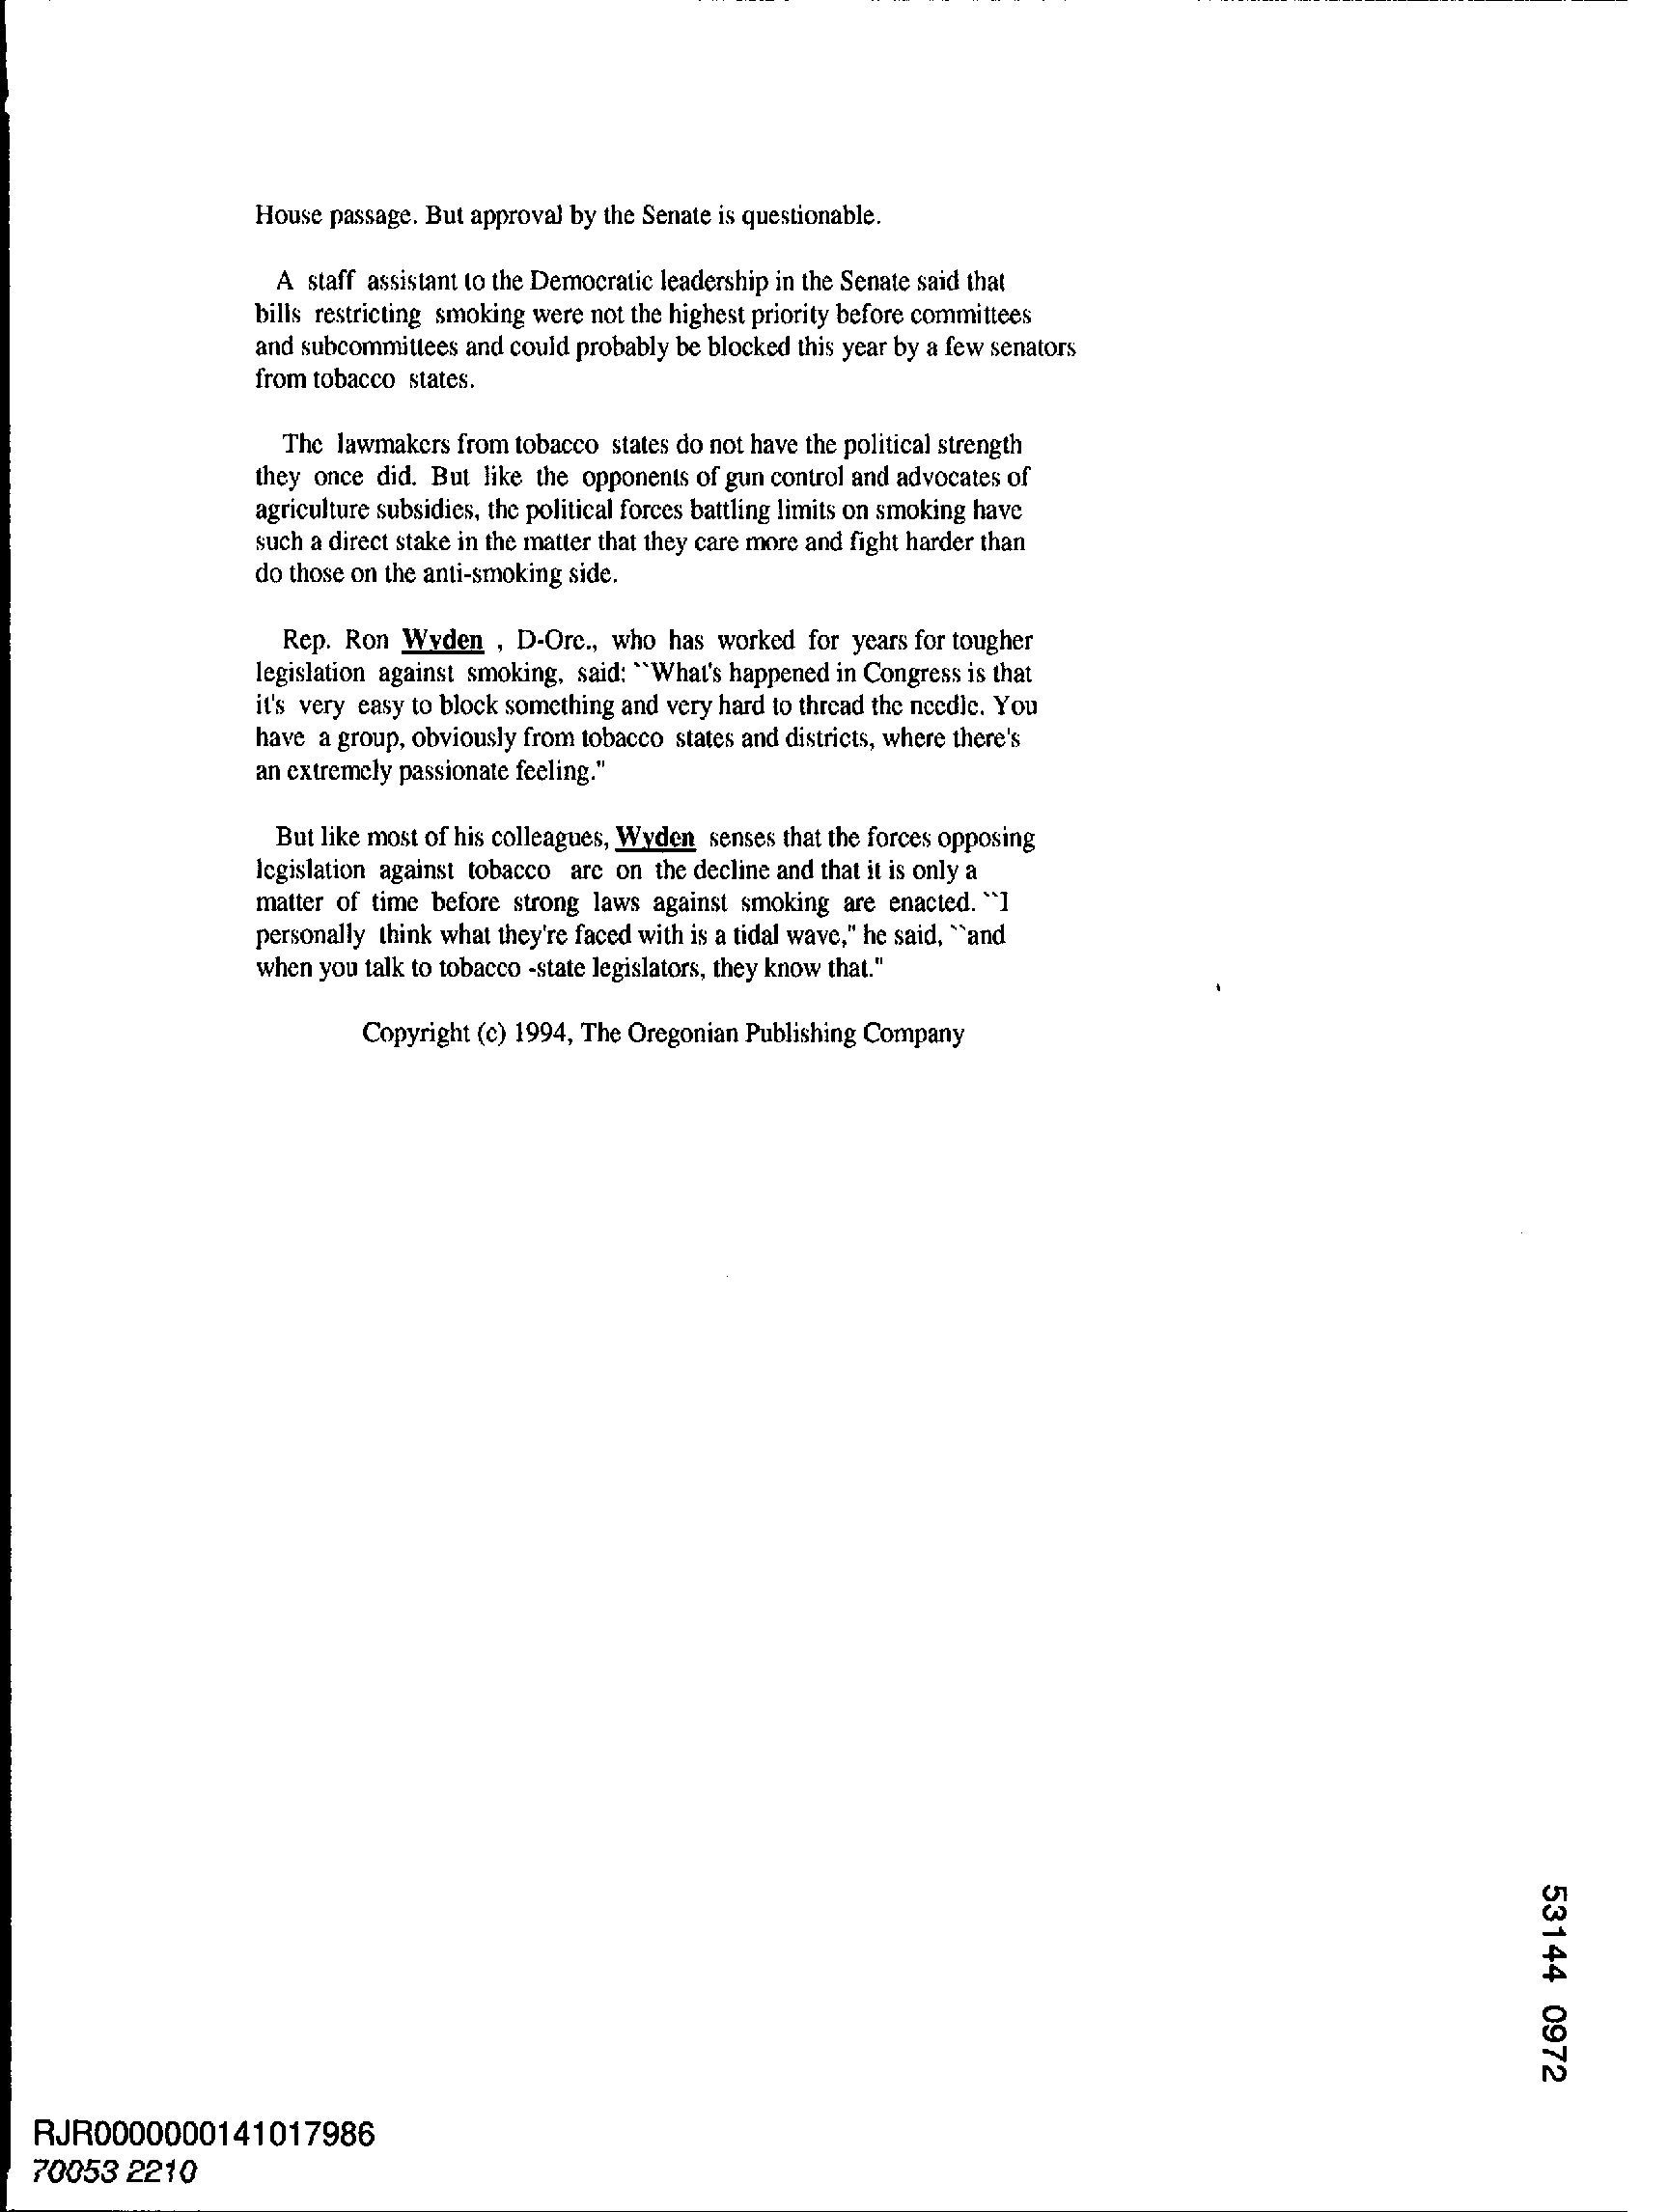 House passage. But approval by the Senate is questionable.
A staff assistant to the Democratic leadership in the Senate said that
bills restricting smoking were not the highest priority before committees
and subcommittees and could probably be blocked this year by a few senators
from tobacco states.
The lawmakers from tobacco states do not have the political strength
they once did. But like the opponents of gun control and advocates of
agriculture subsidies, the political forces battling limits on smoking have
such a direct stake in the matter that they care more and fight harder than
do those on the anti-smoking side.
Rep. Ron Wyden , D-Ore., who has worked for years for tougher
legislation against smoking, said: ``What's happened in Congress is that
it's very easy to block something and very hard to thread the needle. You
have a group, obviously from tobacco states and districts, where there's
an extremely passionate feeling."
But like most of his colleagues, Wyden senses that the forces opposing
legislation against tobacco are on the decline and that it is only a
matter of time before strong laws against smoking are enacted. ``I
personally think what they're faced with is a tidal wave," he said, ``and
when you talk to tobacco -state legislators, they know that."
Copyright (c) 1994, The Oregonian Publishing Company
53144 0972
RJR0000000141017986
70053 2210